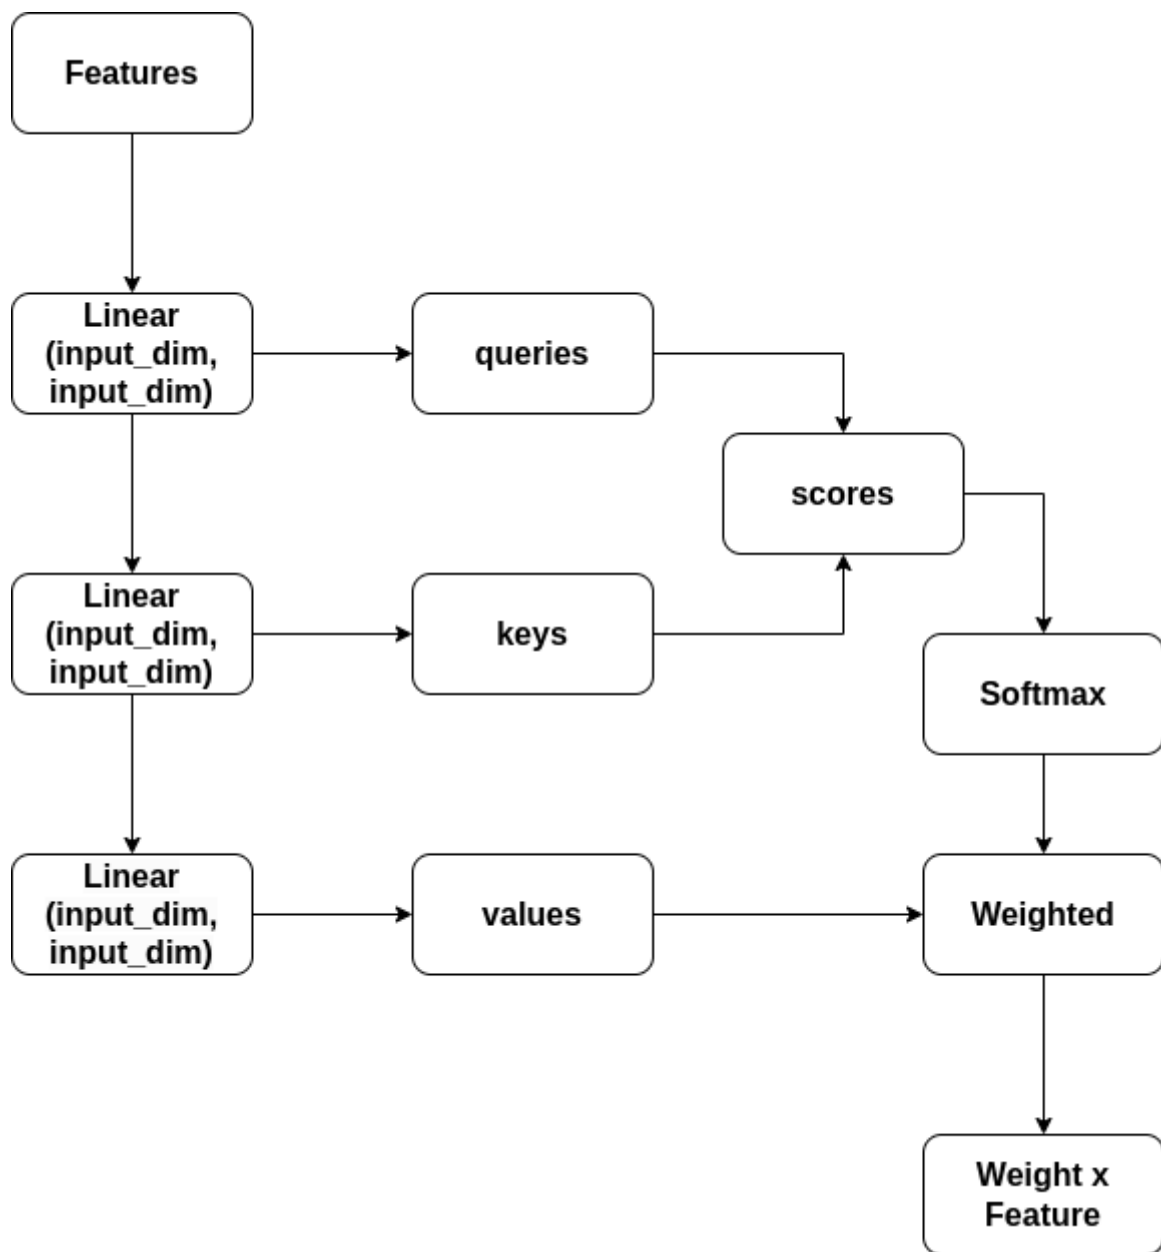 Features
Linear
(input_dim,
input_dim)
queries
scores
Linear
(input_dim,
input_dim)
keys
Softmax
Linear
(input_dim,
input_dim)
values
Weighted
Weight x
Feature